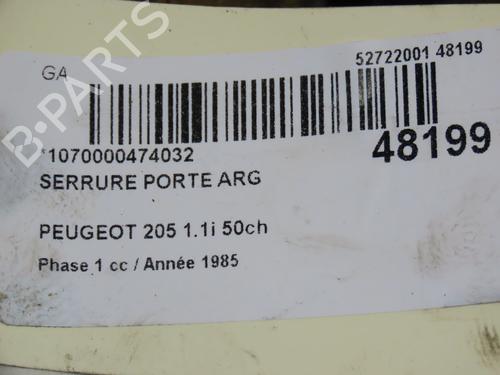 GA
52722001 48199
*1070000474032
48199
SERRURE PORTE ARG
PEUGEOT 205 1.1i 50ch
Phase 1 cc / Année 1985
B-PARTS